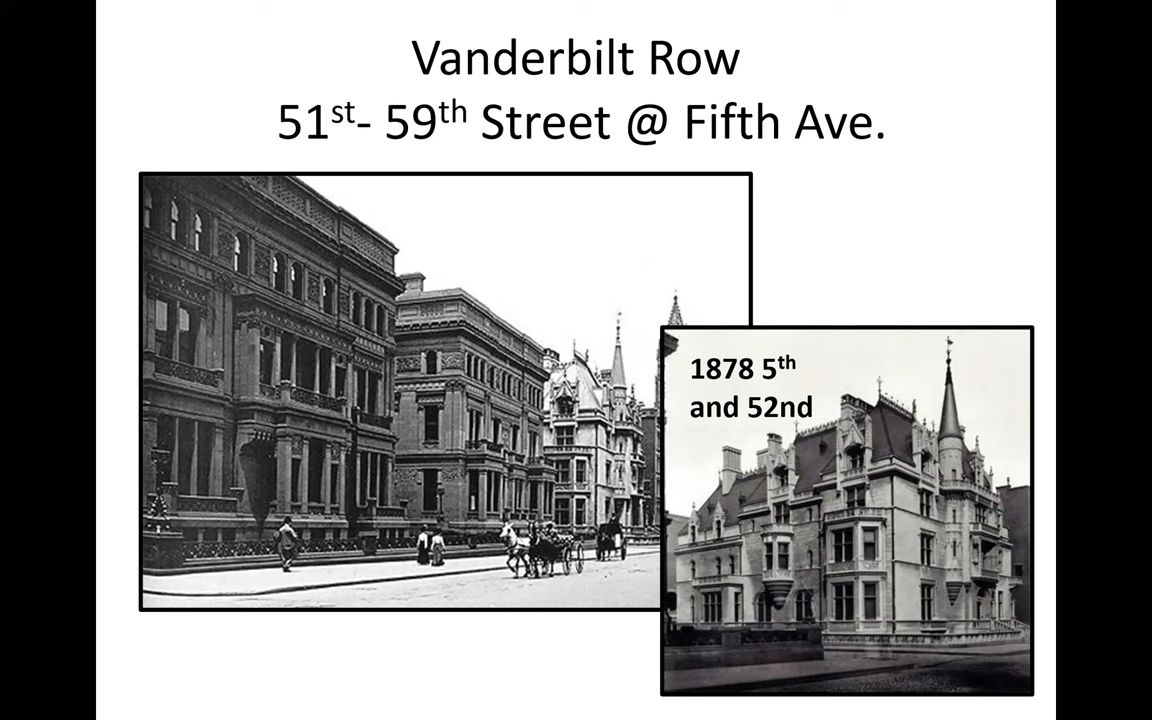 Vanderbilt Row
51st- 59th Street @ Fifth Ave.
1878 5th
and 52nd